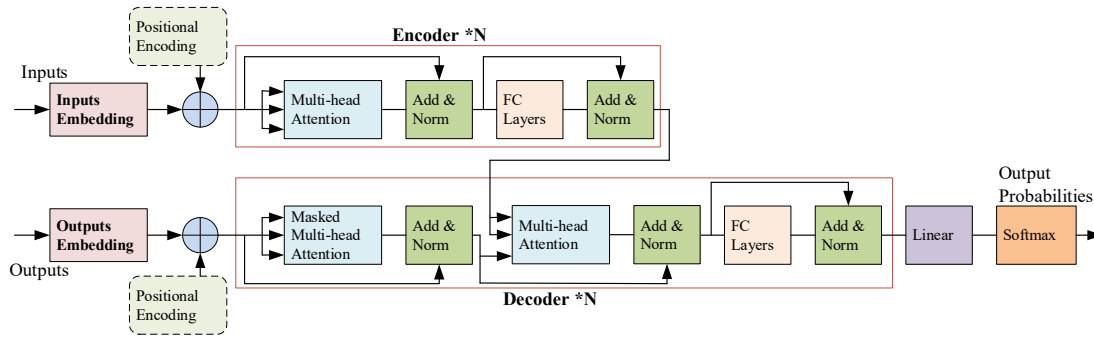 Positional
Encoding
Encoder *N
Inputs
Inputs
Embedding
Multi-head
Attention
Add &
Norm
FC
Layers
Add &
Norm
Output
Probabilities
Outputs
Embedding
Outputs
Masked
Multi-head
Attention
Add &
Norm
Multi-head
Attention
Add &
Norm
FC
Layers
Add &
Norm
Linear
Softmax
Positional
Encoding
Decoder *N